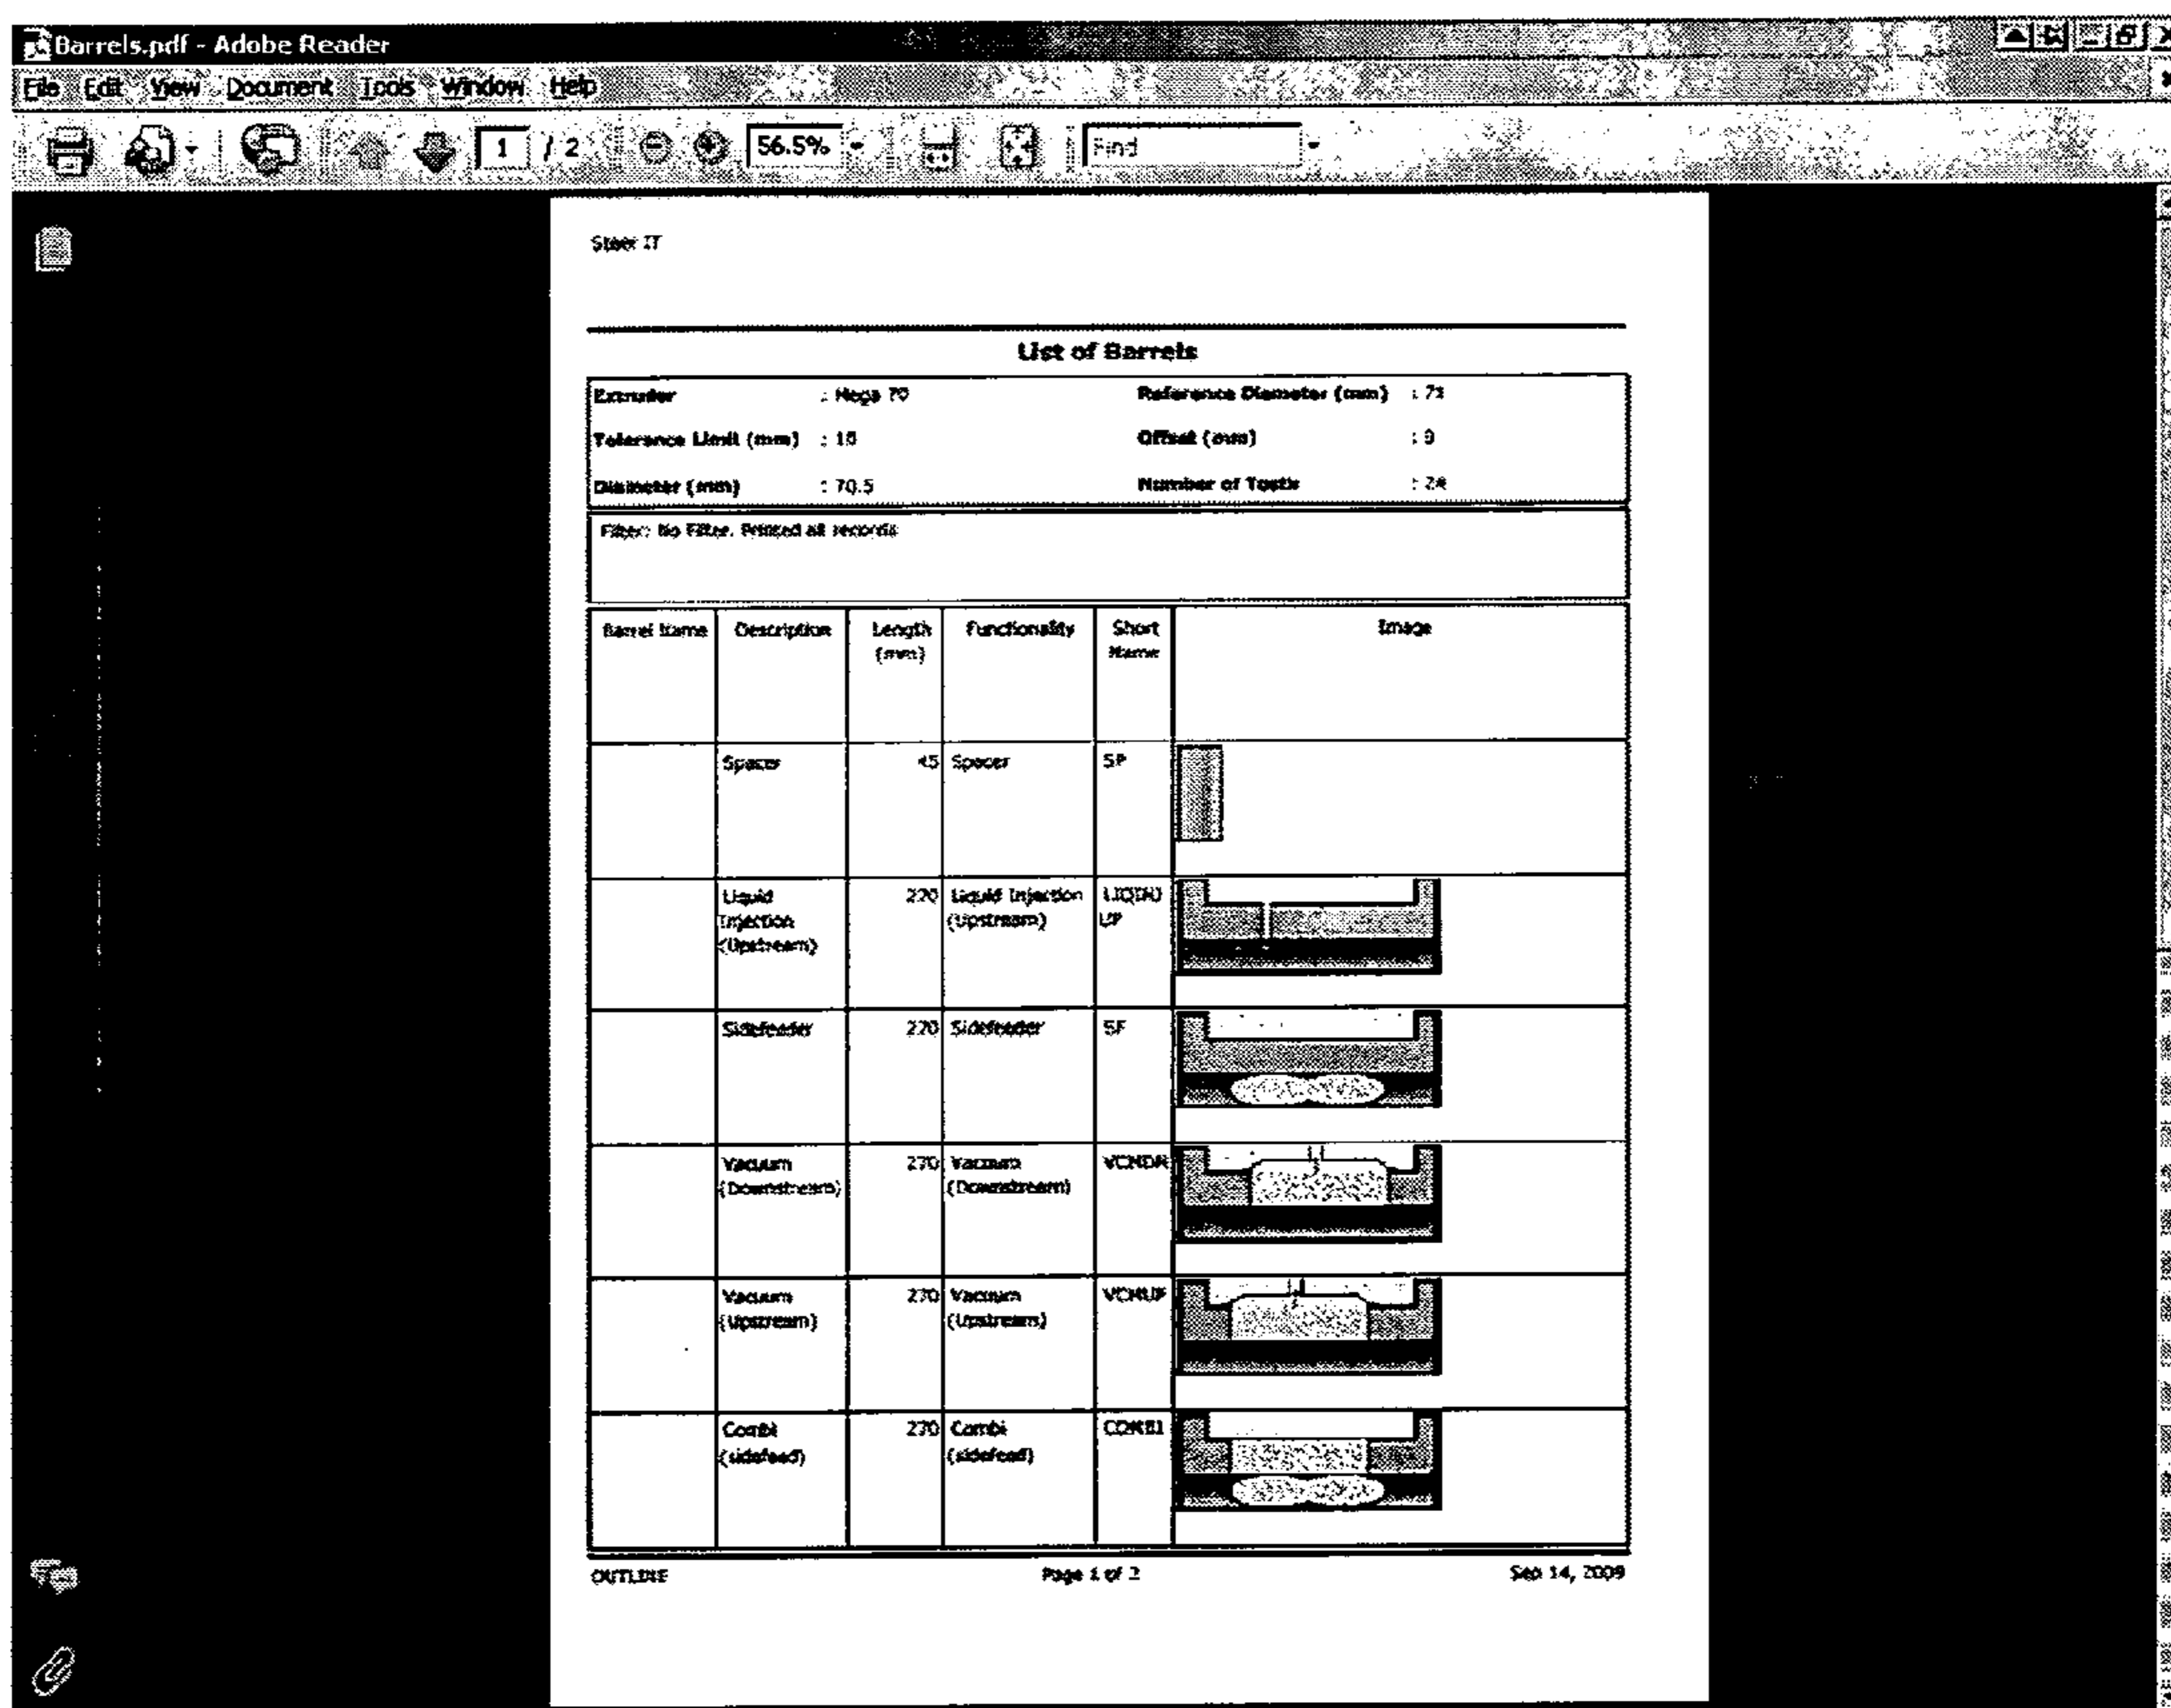 Barrels.pdf - Adobe Reader
File Edit View Document Tools Window Help
1 / 2 56.5% Find
Steer IT
List of Barrels
Extruder : Mega 70 Reference Diameter (mm) : 71
Tolerance Limit (mm) : 10 Offset (mm) : 0
Diameter (mm) : 70.5 Number of Teeth : 24
Filter: No Filter. Printed all records
Barrel Name Description Length (mm) Functionality Short Name Image
Spacer 45 Spacer SP
Liquid Injection (Upstream) 270 Liquid Injection (Upstream) UP
Sidefeeder 270 Sidefeeder SF
Vacuum (Downstream) 270 Vacuum (Downstream) VCMDN
Vacuum (Upstream) 270 Vacuum (Upstream) VCMUP
Combi (sidefeed) 270 Combi (sidefeed) COMBI
OUTLINE Page 1 of 2 Sep 14, 2009